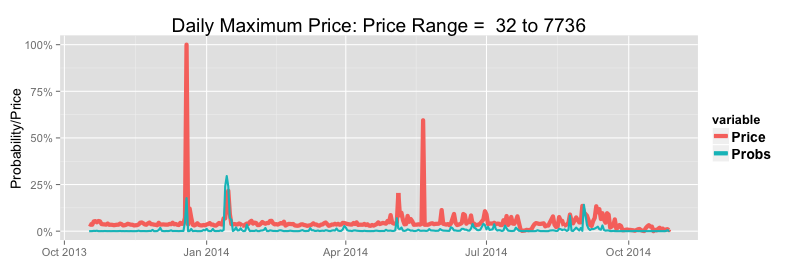 Daily Maximum Price: Price Range =  32 to 7736
Probability/Price
100%
75%
50%
25%
0%
Oct 2013
Jan 2014
Apr 2014
Jul 2014
Oct 2014
variable
Price
Probs